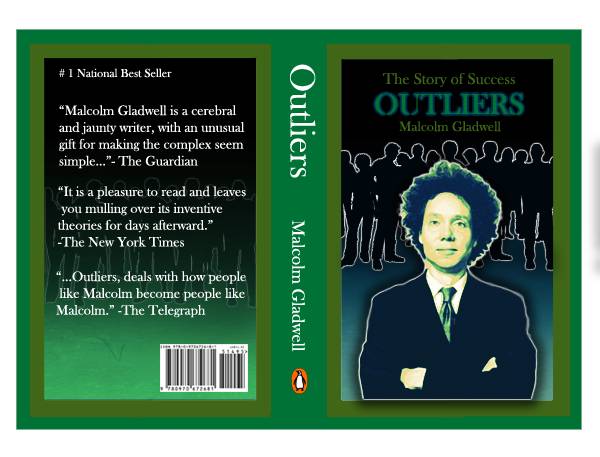 # 1 National Best Seller
“Malcolm Gladwell is a cerebral
and jaunty writer, with an unusual
gift for making the complex seem
simple...”- The Guardian
“It is a pleasure to read and leaves
you mulling over its inventive
theories for days afterward.”
-The New York Times
“...Outliers, deals with how people
like Malcolm become people like
Malcolm.” -The Telegraph
Outliers
Malcolm Gladwell
The Story of Success
OUTLIERS
Malcolm Gladwell